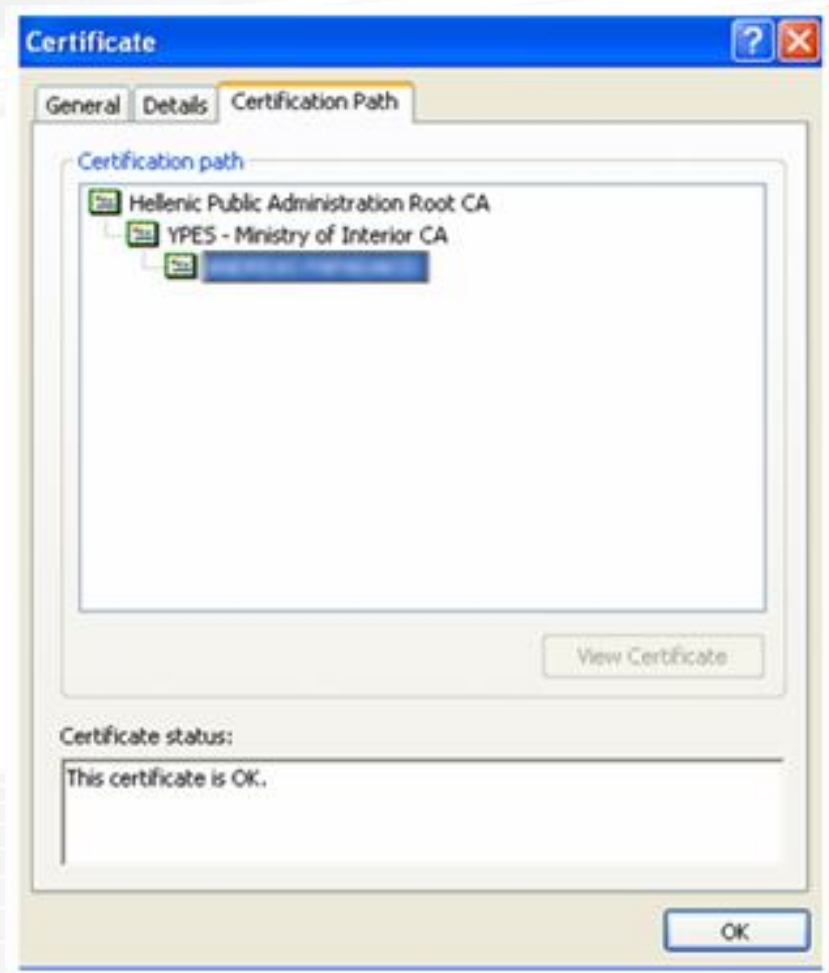 Certificate
General Details Certification Path
Certification path
Hellenic Public Administration Root CA
YPES - Ministry of Interior CA
View Certificate
Certificate status:
This certificate is OK.
OK